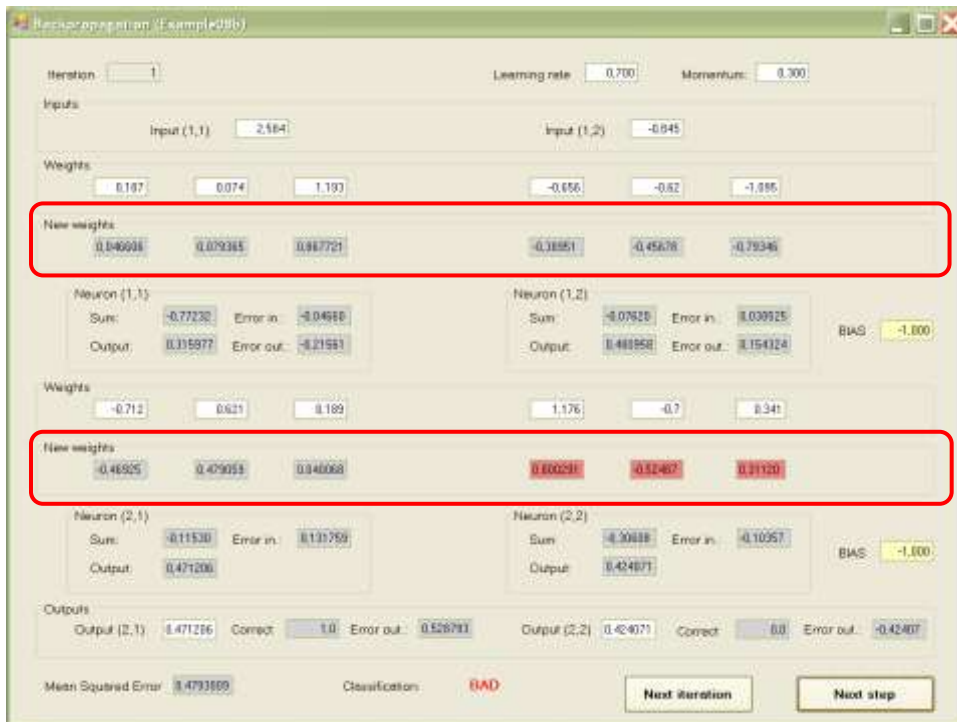 Backpropagation (Example09b)
Iteration 1 Learning rate 0,700 Momentum: 0,300
Inputs
Input (1,1) 2,584 Input (1,2) -0,845
Weights
0,187 0,074 1,193 -0,656 -0,62 -1,095
New weights
0,046606 0,079365 0,867721 -0,38951 -0,45678 -0,79346
Neuron (1,1) Neuron (1,2)
Sum: -0,77232 Error in.: -0,04660 Sum: -0,07620 Error in.: 0,038525 BIAS -1,000
Output: 0,315977 Error out.: -0,21561 Output: 0,480958 Error out.: 0,154324
Weights
-0,712 0,621 0,189 1,176 -0,7 0,341
New weights
-0,46925 0,479059 0,040068 0,800291 -0,52467 0,31120
Neuron (2,1) Neuron (2,2)
Sum: -0,11530 Error in.: 0,131759 Sum: Error in.: -0,10357 BIAS -1,000
Output: 0,471206 Output: 0,424071
Outputs
Output (2,1) 0,471206 Correct 1.0 Error out.: 0,528793 Output (2,2) 0,424071 Correct 0.0 Error out.: -0,42407
Mean Squared Error Classification: BAD Next iteration Next step